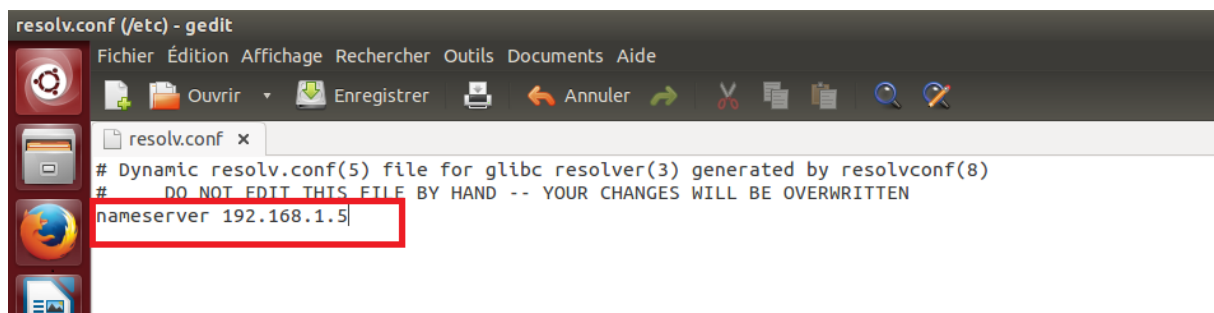 resolv.conf (/etc) - gedit
Fichier Édition Affichage Rechercher Outils Documents Aide
Ouvrir Enregistrer Annuler
resolv.conf ×
# Dynamic resolv.conf(5) file for glibc resolver(3) generated by resolvconf(8)
#     DO NOT EDIT THIS FILE BY HAND -- YOUR CHANGES WILL BE OVERWRITTEN
nameserver 192.168.1.5